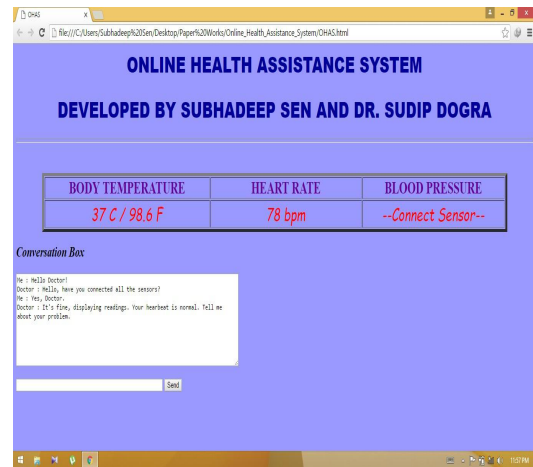 OHAS
file:///C:/Users/Subhadeep%20Sen/Desktop/Paper%20Works/Online_Health_Assistance_System/OHAS.html
ONLINE HEALTH ASSISTANCE SYSTEM
DEVELOPED BY SUBHADEEP SEN AND DR. SUDIP DOGRA
BODY TEMPERATURE HEART RATE BLOOD PRESSURE
37 C / 98.6 F 78 bpm --Connect Sensor--
Conversation Box
Me : Hello Doctor!
Doctor : Hello, have you connected all the sensors?
Me : Yes, Doctor.
Doctor : It's fine, displaying readings. Your hearbeat is normal. Tell me
about your problem.
Send
11:57 PM